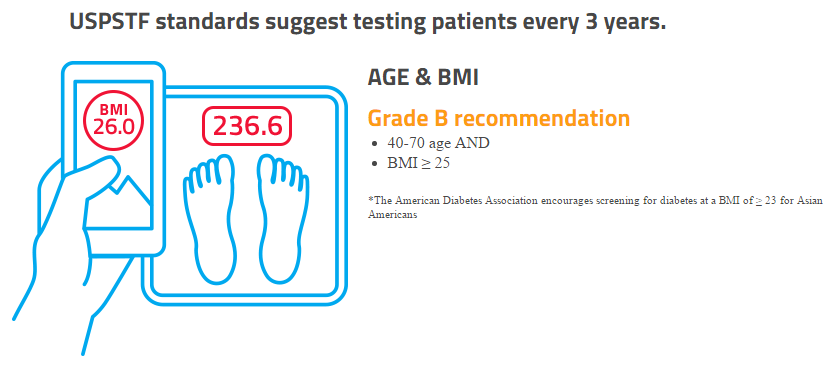 USPSTF standards suggest testing patients every 3 years.
AGE & BMI
Grade B recommendation
• 40-70 age AND
• BMI ≥ 25
*The American Diabetes Association encourages screening for diabetes at a BMI of ≥ 23 for Asian
Americans
BMI
26.0
236.6